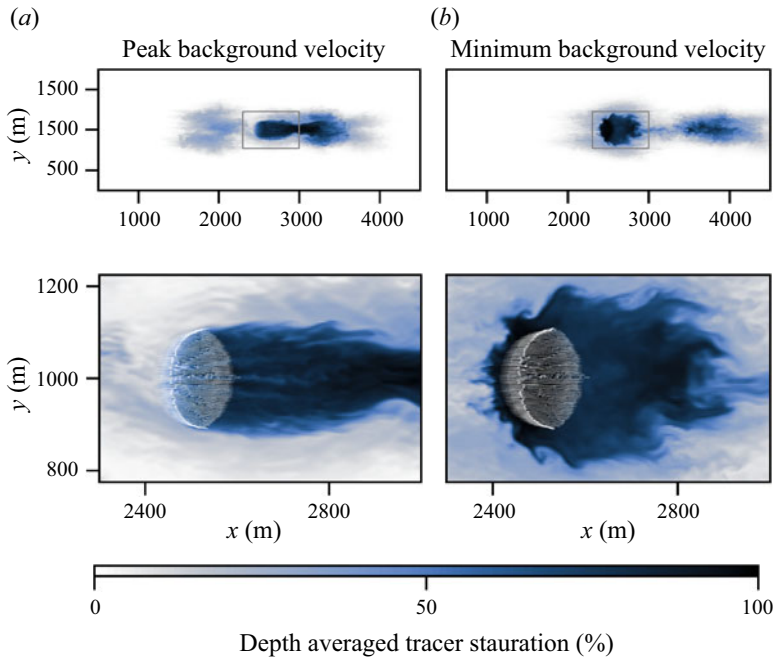 (a)
(b)
Peak background velocity
Minimum background velocity
1500
1500
500
y (m)
1000 2000 3000 4000
1000 2000 3000 4000
1200
1000
800
y (m)
2400 2800
2400 2800
x (m)
x (m)
0 50 100
Depth averaged tracer stauration (%)